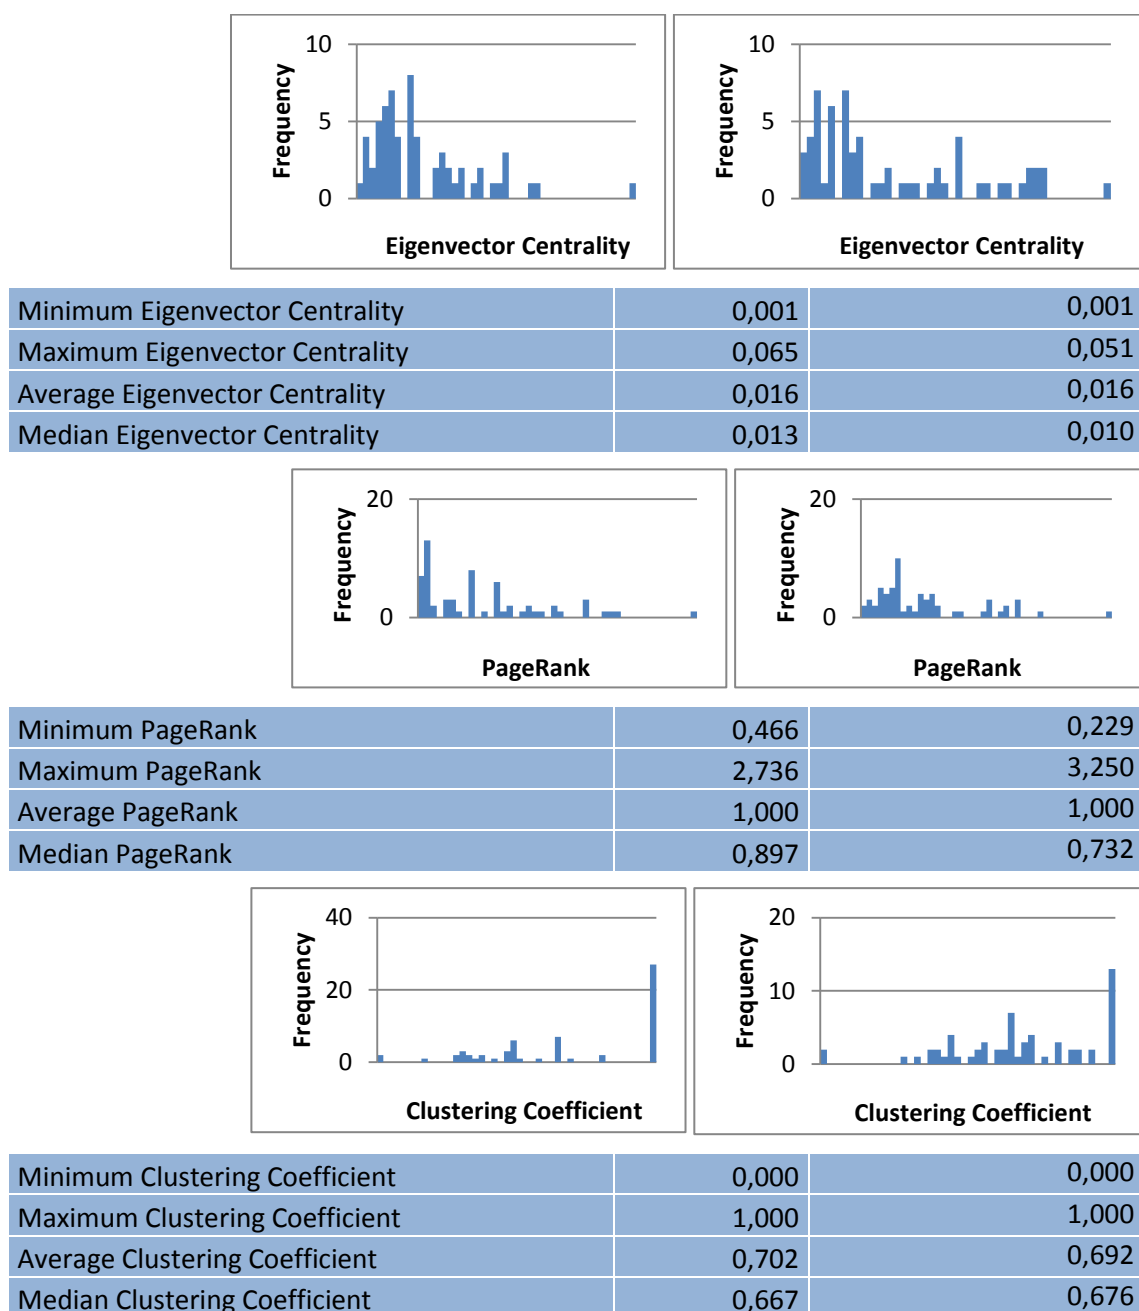 10
5
0
Frequency
Eigenvector Centrality
10
5
0
Frequency
Eigenvector Centrality
Minimum Eigenvector Centrality 0,001 0,001
Maximum Eigenvector Centrality 0,065 0,051
Average Eigenvector Centrality 0,016 0,016
Median Eigenvector Centrality 0,013 0,010
20
0
Frequency
PageRank
20
0
Frequency
PageRank
Minimum PageRank 0,466 0,229
Maximum PageRank 2,736 3,250
Average PageRank 1,000 1,000
Median PageRank 0,897 0,732
40
20
0
Frequency
Clustering Coefficient
20
10
0
Frequency
Clustering Coefficient
Minimum Clustering Coefficient 0,000 0,000
Maximum Clustering Coefficient 1,000 1,000
Average Clustering Coefficient 0,702 0,692
Median Clustering Coefficient 0,667 0,676